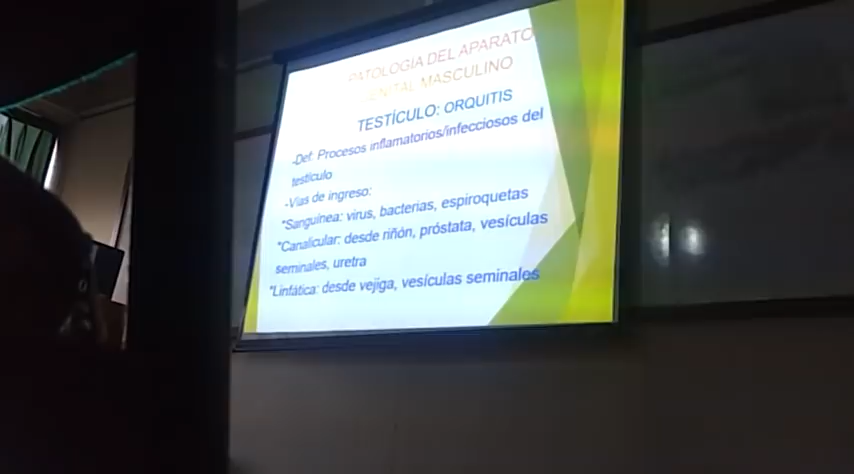 PATOLOGIA DEL APARATO
GENITAL MASCULINO
TESTÍCULO: ORQUITIS
-Def: Procesos inflamatorios/infecciosos del
testículo
-Vías de ingreso:
*Sanguínea: virus, bacterias, espiroquetas
*Canalicular: desde riñón, próstata, vesículas
seminales, uretra
*Linfática: desde vejiga, vesículas seminales